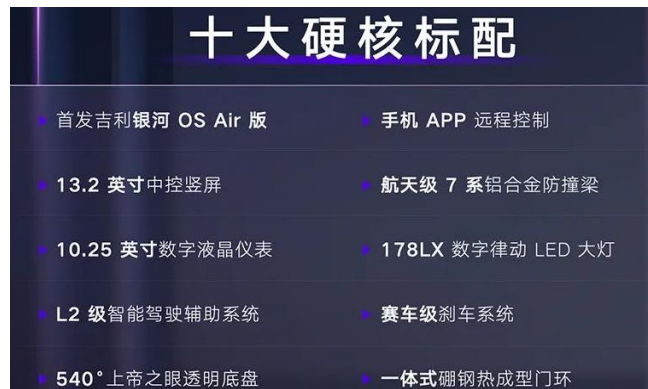 十大硬核标配
首发吉利银河 OS Air 版
手机 APP 远程控制
13.2 英寸中控竖屏
航天级 7 系铝合金防撞梁
10.25 英寸数字液晶仪表
178LX 数字律动 LED 大灯
L2 级智能驾驶辅助系统
赛车级刹车系统
540°上帝之眼透明底盘
一体式硼钢热成型门环